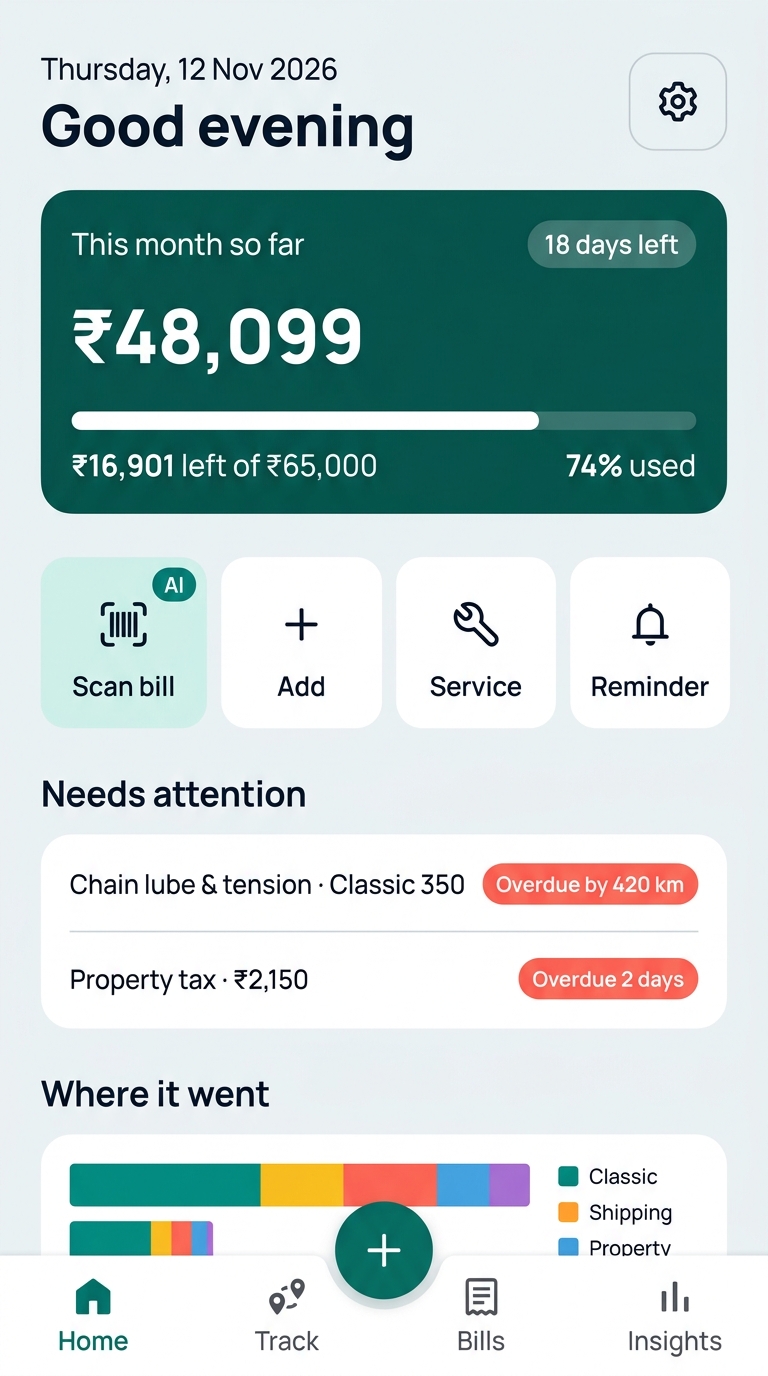 Thursday, 12 Nov 2026
Good evening
This month so far
18 days left
₹48,099
₹16,901 left of ₹65,000
74% used
AI
Scan bill
Add
Service
Reminder
Needs attention
Chain lube & tension · Classic 350
Overdue by 420 km
Property tax · ₹2,150
Overdue 2 days
Where it went
Classic
Shipping
Property
Home
Track
Bills
Insights